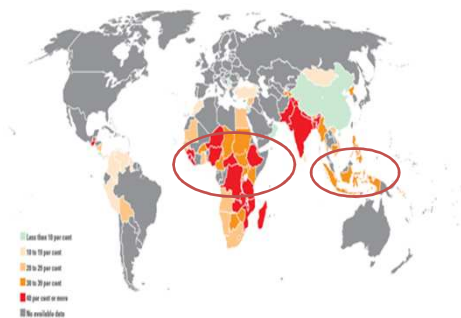 Less than 10 per cent
10 to 19 per cent
20 to 29 per cent
30 to 39 per cent
40 per cent or more
No available data